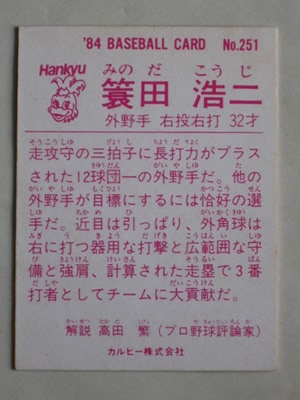 '84 BASEBALL CARD No.251
Hankyu
みのだ こうじ
簑田 浩二
外野手 右投右打 32才
走攻守の三拍子に長打力がプラス
された12球団一の外野手だ。他の
外野手が目標にするには恰好の選
手だ。近目は引っぱり、外角球は
右に打つ器用な打撃と広範囲な守
備と強肩、計算された走塁で3番
打者としてチームに大貢献だ。
解説 高田 繁 (プロ野球評論家)
カルビー株式会社